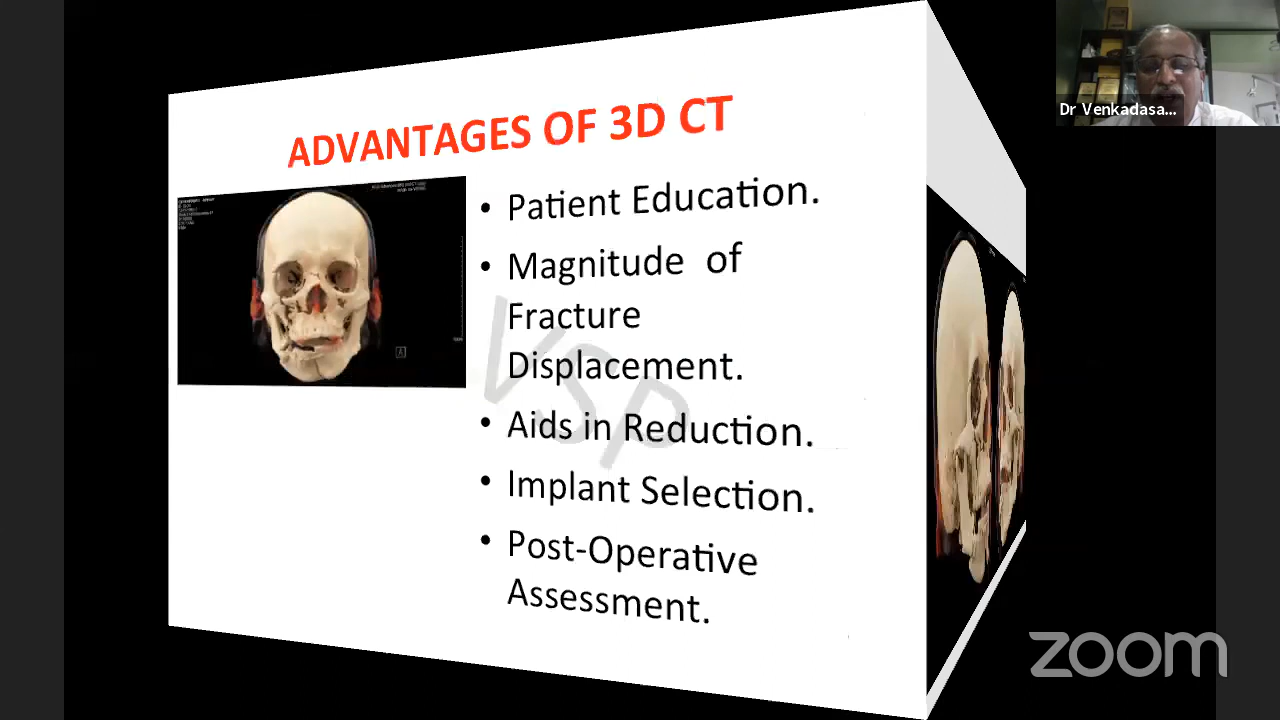 Dr Venkadasa...
ADVANTAGES OF 3D CT
• Patient Education.
• Magnitude of
Fracture
Displacement.
• Aids in Reduction.
• Implant Selection.
• Post-Operative
Assessment.
VSP
A
zoom